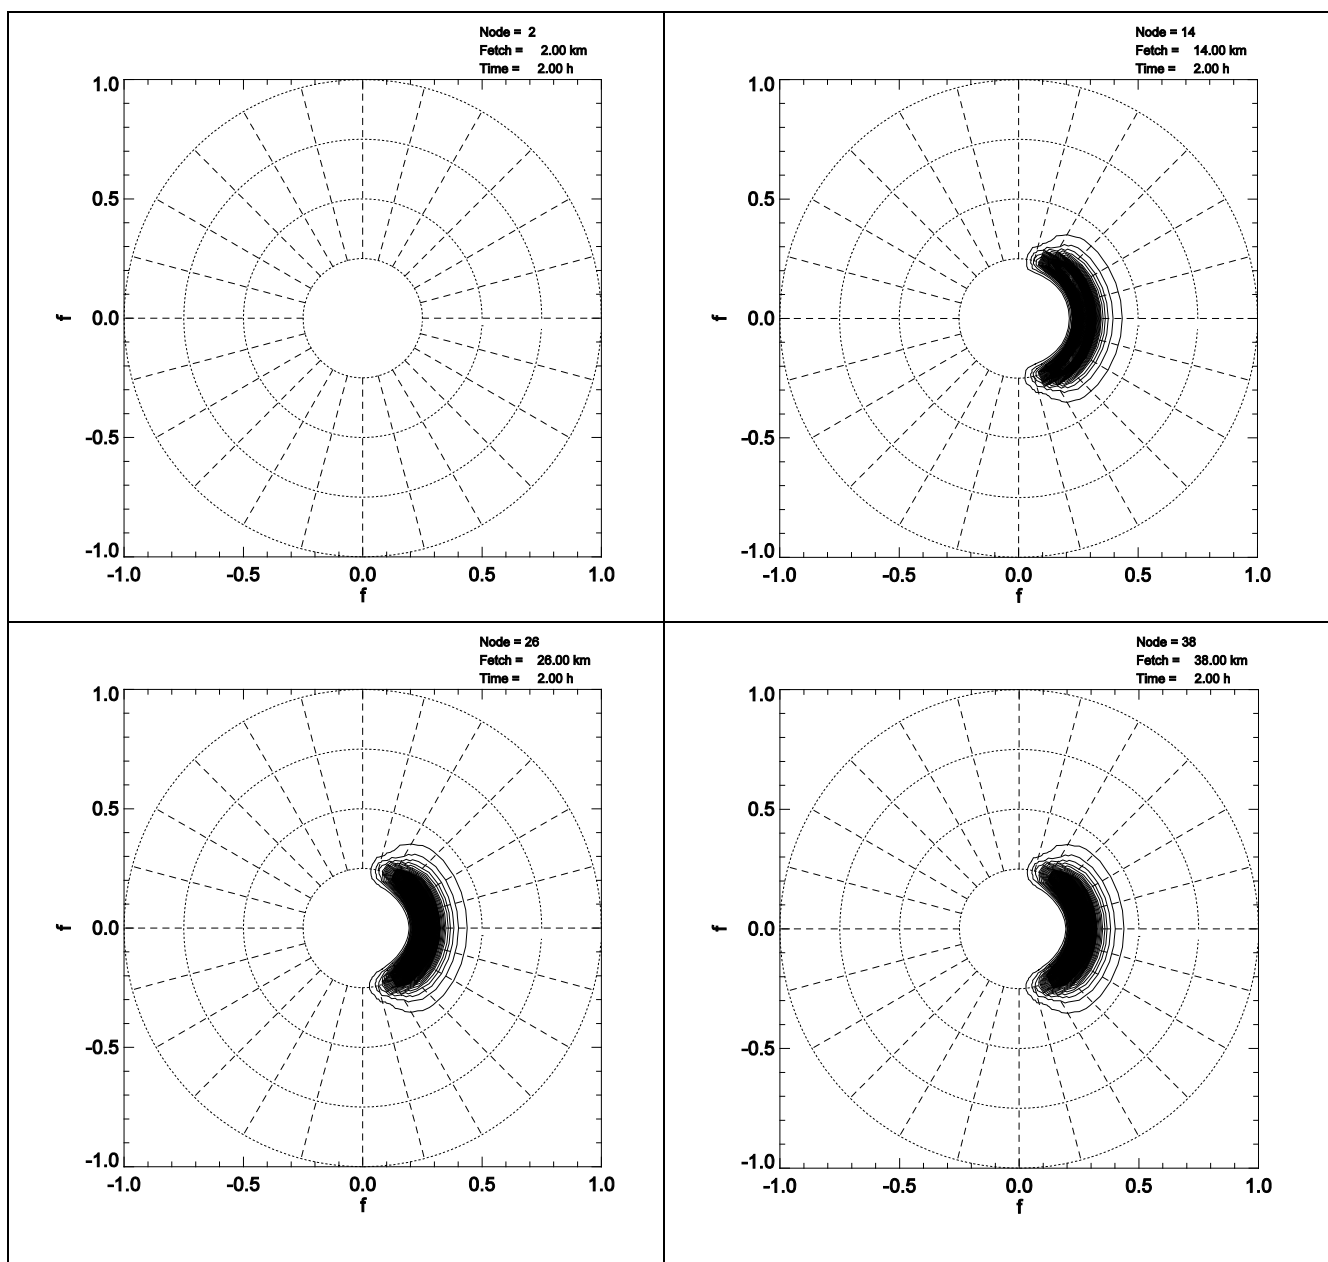 Node = 2
Fetch = 2.00 km
Time = 2.00 h
1.0
0.5
f 0.0
-0.5
-1.0
-1.0 -0.5 0.0 0.5 1.0
f
Node = 14
Fetch = 14.00 km
Time = 2.00 h
1.0
0.5
f 0.0
-0.5
-1.0
-1.0 -0.5 0.0 0.5 1.0
f
Node = 26
Fetch = 26.00 km
Time = 2.00 h
1.0
0.5
f 0.0
-0.5
-1.0
-1.0 -0.5 0.0 0.5 1.0
f
Node = 38
Fetch = 38.00 km
Time = 2.00 h
1.0
0.5
f 0.0
-0.5
-1.0
-1.0 -0.5 0.0 0.5 1.0
f